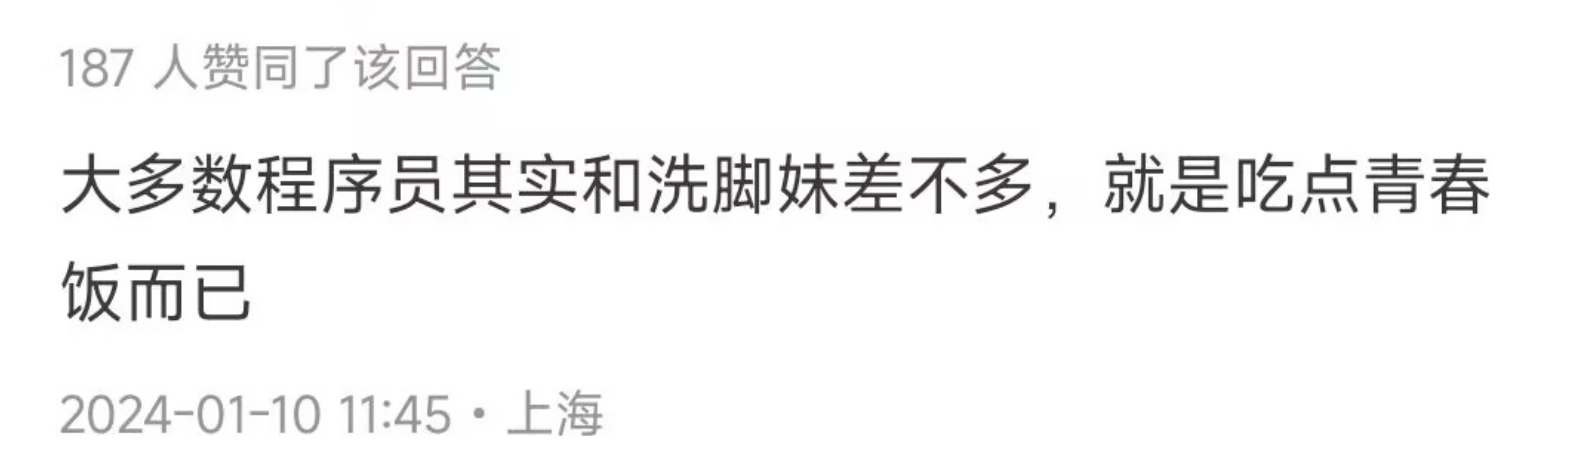 187 人赞同了该回答
大多数程序员其实和洗脚妹差不多，就是吃点青春
饭而已
2024-01-10 11:45 · 上海